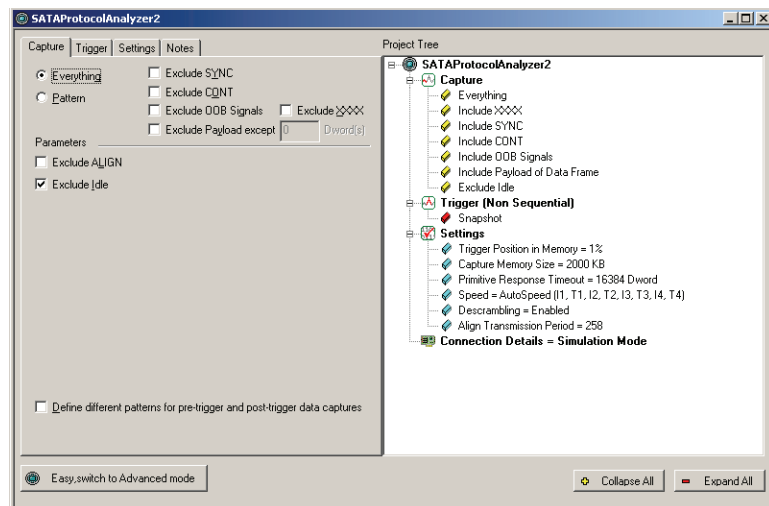 SATAProtocolAnalyzer2
Capture Trigger Settings Notes
Everything
Pattern
Exclude SYNC
Exclude CONT
Exclude OOB Signals
Exclude XXXX
Exclude Payload except 0 Dword(s)
Parameters
Exclude ALIGN
Exclude Idle
Define different patterns for pre-trigger and post-trigger data captures
Easy,switch to Advanced mode
Project Tree
SATAProtocolAnalyzer2
Capture
Everything
Include XXXX
Include SYNC
Include CONT
Include OOB Signals
Include Payload of Data Frame
Exclude Idle
Trigger (Non Sequential)
Snapshot
Settings
Trigger Position in Memory = 1%
Capture Memory Size = 2000 KB
Primitive Response Timeout = 16384 Dword
Speed = AutoSpeed (I1, T1, I2, T2, I3, T3, I4, T4)
Descrambling = Enabled
Align Transmission Period = 258
Connection Details = Simulation Mode
Collapse All
Expand All